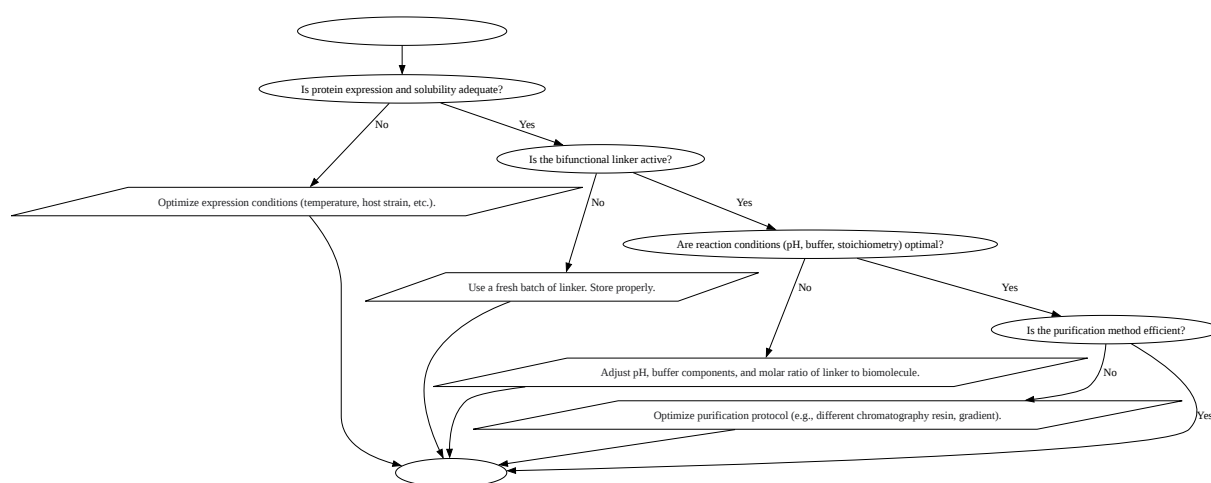 Is protein expression and solubility adequate?
No
Yes
Is the bifunctional linker active?
Optimize expression conditions (temperature, host strain, etc.).
No
Yes
Are reaction conditions (pH, buffer, stoichiometry) optimal?
Use a fresh batch of linker. Store properly.
No
Yes
Is the purification method efficient?
Adjust pH, buffer components, and molar ratio of linker to biomolecule.
No
Optimize purification protocol (e.g., different chromatography resin, gradient).
Yes